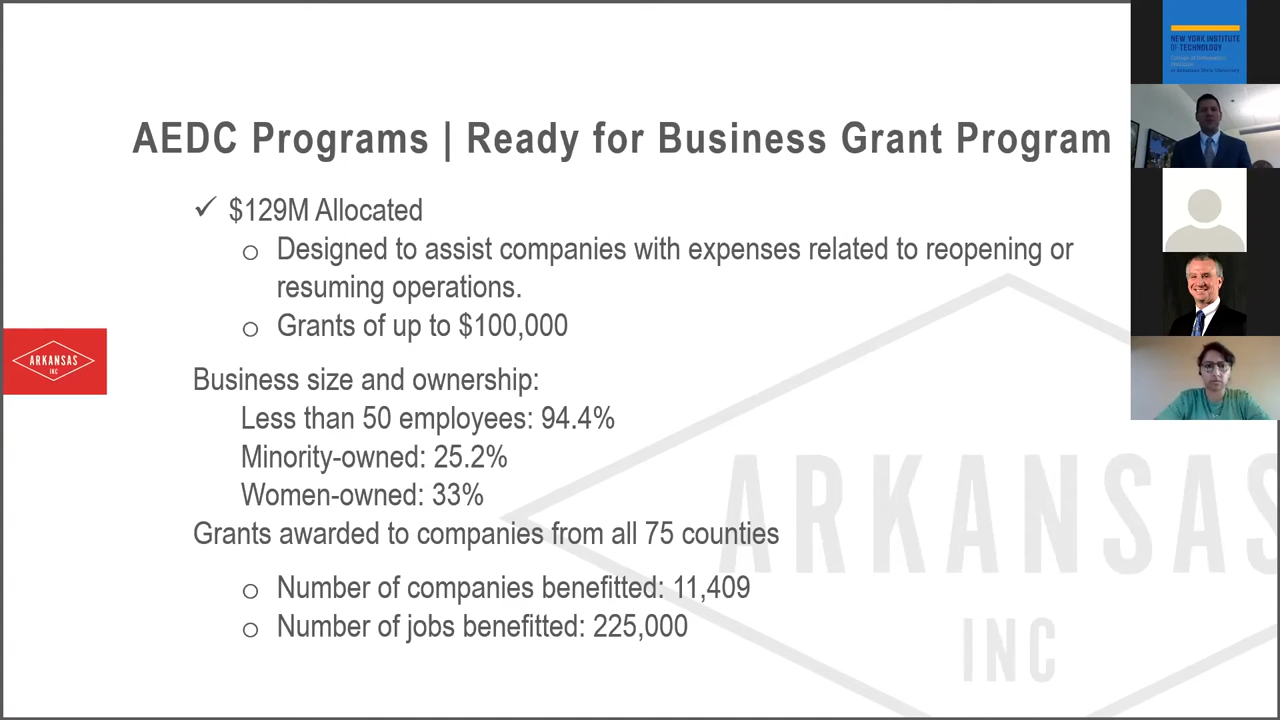 NEW YORK INSTITUTE
OF TECHNOLOGY
AEDC Programs | Ready for Business Grant Program
✓ $129M Allocated
o Designed to assist companies with expenses related to reopening or
resuming operations.
o Grants of up to $100,000
ARKANSAS
INC
Business size and ownership:
Less than 50 employees: 94.4%
Minority-owned: 25.2%
Women-owned: 33%
Grants awarded to companies from all 75 counties
o Number of companies benefitted: 11,409
o Number of jobs benefitted: 225,000
ARKANSAS
INC